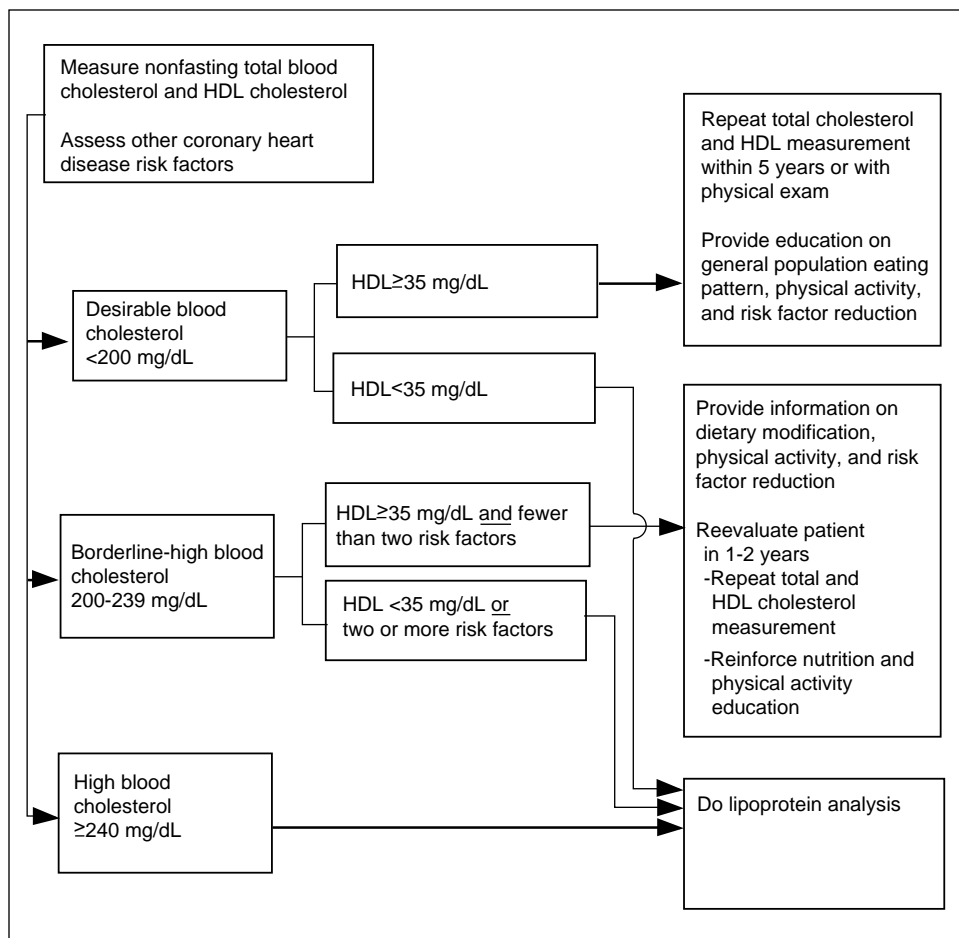 Measure nonfasting total blood
cholesterol and HDL cholesterol
Assess other coronary heart
disease risk factors
Repeat total cholesterol
and HDL measurement
within 5 years or with
physical exam
Provide education on
general population eating
pattern, physical activity,
and risk factor reduction
Desirable blood
cholesterol
<200 mg/dL
HDL≥35 mg/dL
HDL<35 mg/dL
Provide information on
dietary modification,
physical activity, and risk
factor reduction
Reevaluate patient
in 1-2 years
-Repeat total and
HDL cholesterol
measurement
-Reinforce nutrition and
physical activity
education
Borderline-high blood
cholesterol
200-239 mg/dL
HDL≥35 mg/dL and fewer
than two risk factors
HDL <35 mg/dL or
two or more risk factors
High blood
cholesterol
≥240 mg/dL
Do lipoprotein analysis